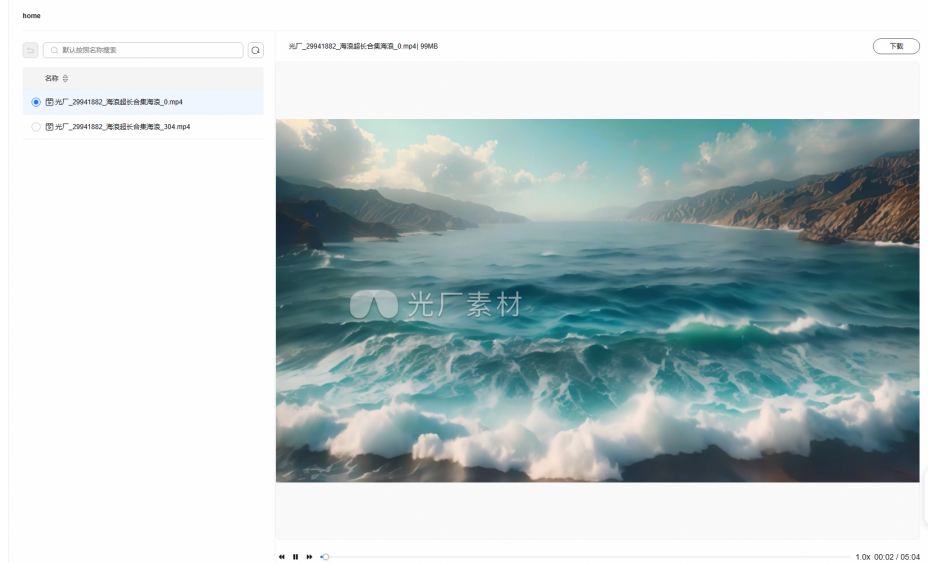 home
默认按照名称搜索
名称
光厂_29941882_海浪超长合集海浪_0.mp4
光厂_29941882_海浪超长合集海浪_304.mp4
光厂_29941882_海浪超长合集海浪_0.mp4| 99MB
下载
光厂素材
1.0x 00:02 / 05:04